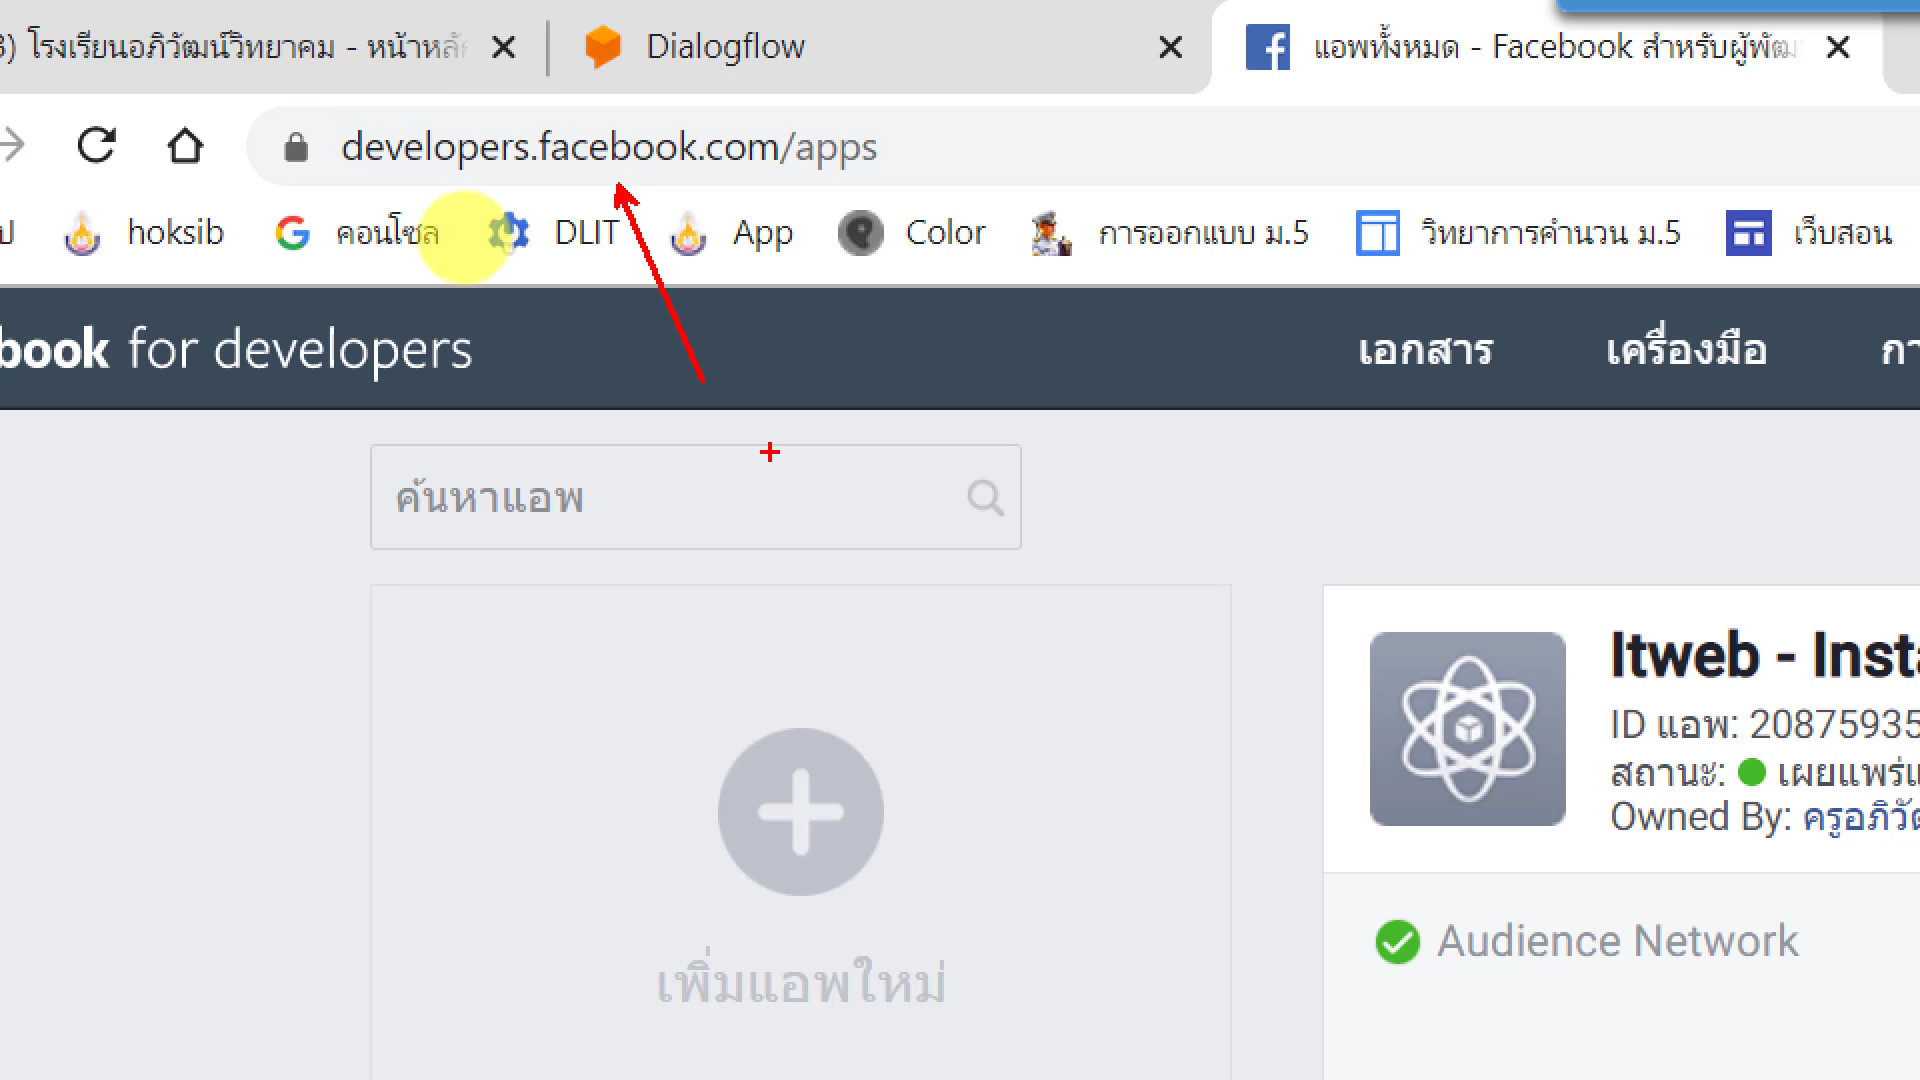 3) โรงเรียนอภิวัฒน์วิทยาคม - หน้าหลัก
Dialogflow
แอพทั้งหมด - Facebook สำหรับผู้พัฒ
developers.facebook.com/apps
ป hoksib คอนโซล DLIT App Color การออกแบบ ม.5 วิทยาการคำนวน ม.5 เว็บสอน
book for developers
เอกสาร เครื่องมือ กา
ค้นหาแอพ
เพิ่มแอพใหม่
Itweb - Insta
ID แอพ: 20875935
สถานะ: เผยแพร่แ
Owned By: ครูอภิวัฒ
Audience Network